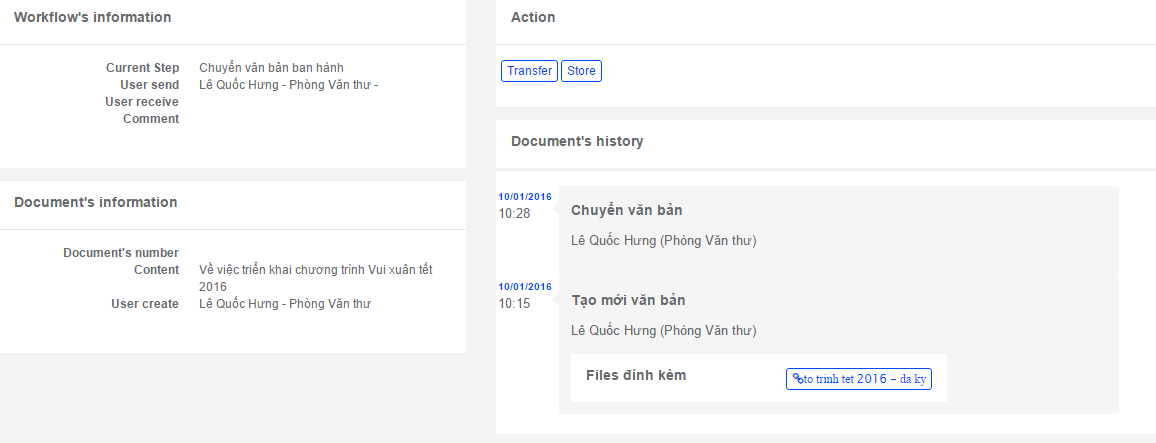 Workflow's information
Current Step Chuyển văn bản ban hành
User send Lê Quốc Hưng - Phòng Văn thư -
User receive
Comment
Document's information
Document's number
Content Về việc triển khai chương trình Vui xuân tết
2016
User create Lê Quốc Hưng - Phòng Văn thư
Action
Transfer Store
Document's history
10/01/2016
10:28
Chuyển văn bản
Lê Quốc Hưng (Phòng Văn thư)
10/01/2016
10:15
Tạo mới văn bản
Lê Quốc Hưng (Phòng Văn thư)
Files đính kèm to trinh tet 2016 – da ky